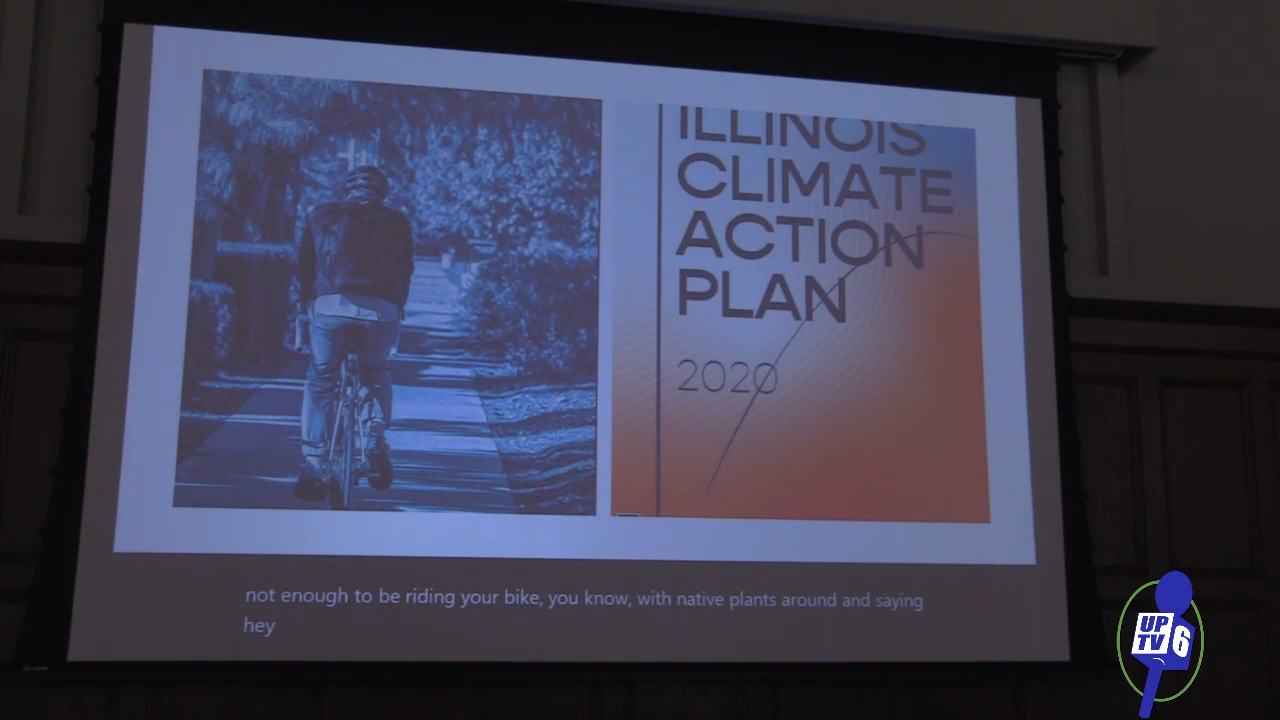 ILLINOIS
CLIMATE
ACTION
PLAN
2020
not enough to be riding your bike, you know, with native plants around and saying
hey
UP
TV 6